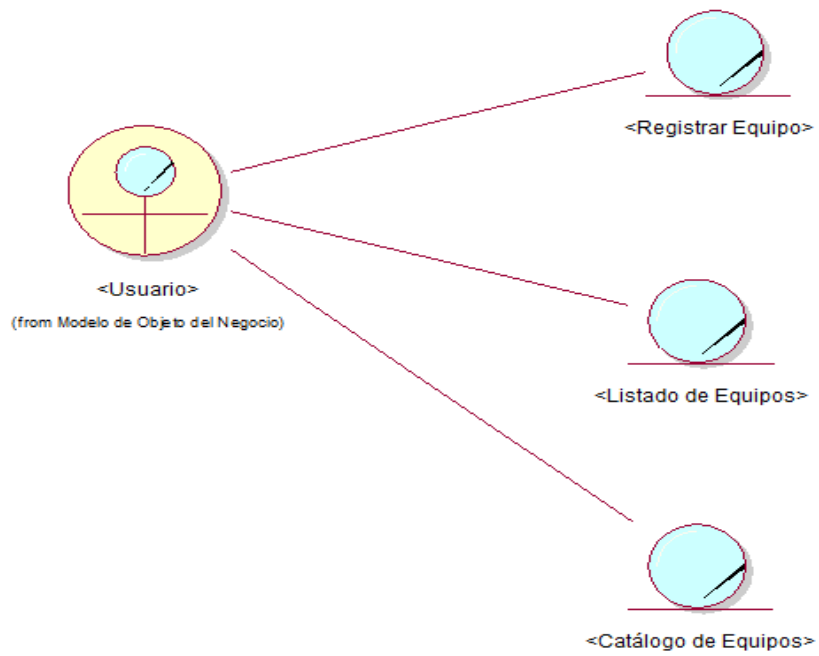 <Registrar Equipo>
<Usuario>
(from Modelo de Objeto del Negocio)
<Listado de Equipos>
<Catálogo de Equipos>